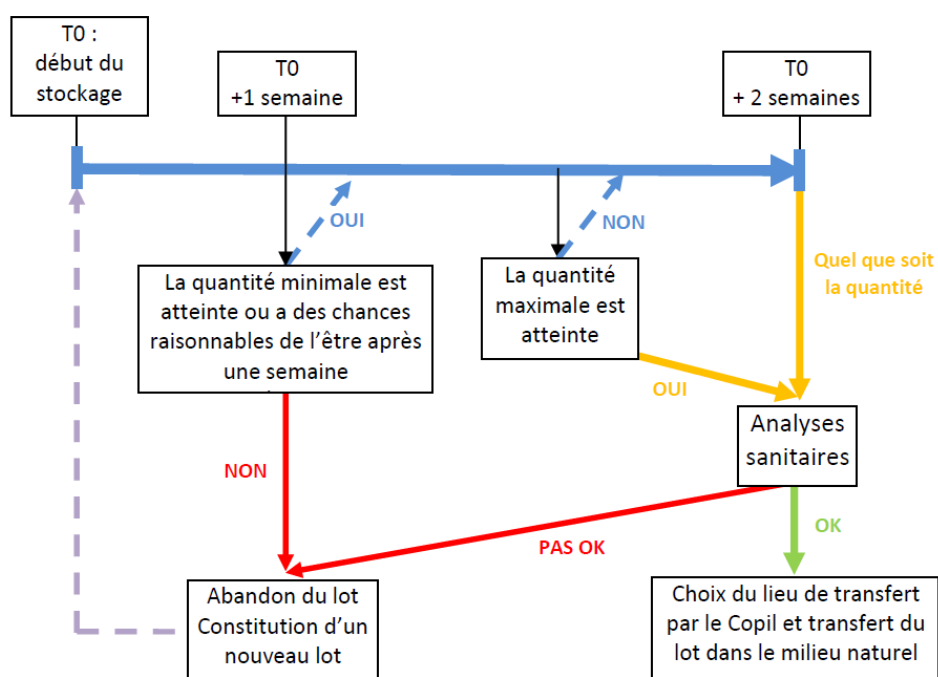 T0 :
début du
stockage
T0
+1 semaine
T0
+ 2 semaines
OUI
NON
La quantité minimale est
atteinte ou a des chances
raisonnables de l'être après
une semaine
La quantité
maximale est
atteinte
Quel que soit
la quantité
OUI
Analyses
sanitaires
NON
PAS OK
OK
Abandon du lot
Constitution d'un
nouveau lot
Choix du lieu de transfert
par le Copil et transfert du
lot dans le milieu naturel